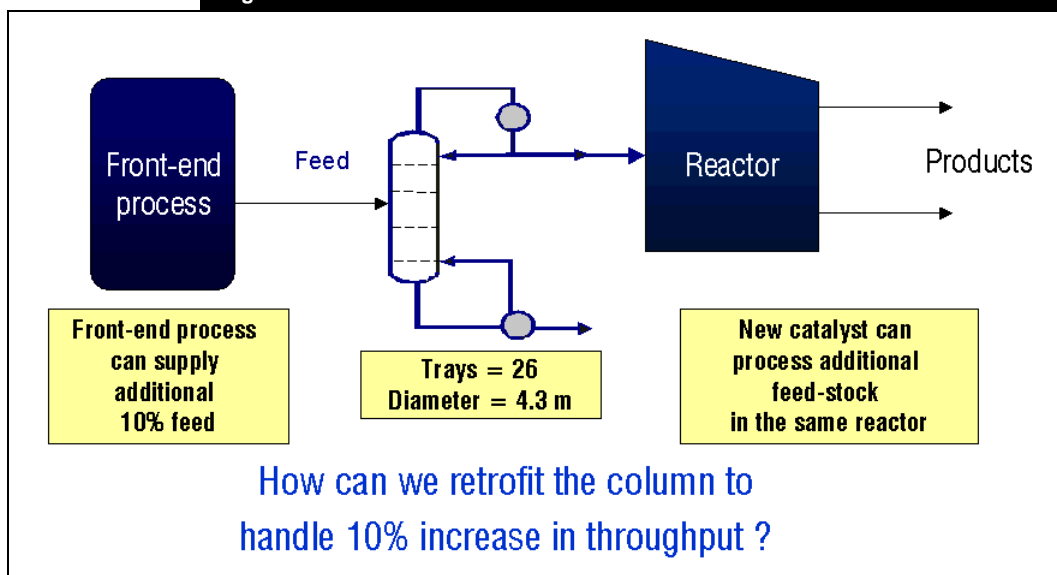 Front-end
process
Feed
Reactor
Products
Front-end process
can supply
additional
10% feed
Trays = 26
Diameter = 4.3 m
New catalyst can
process additional
feed-stock
in the same reactor
How can we retrofit the column to
handle 10% increase in throughput ?